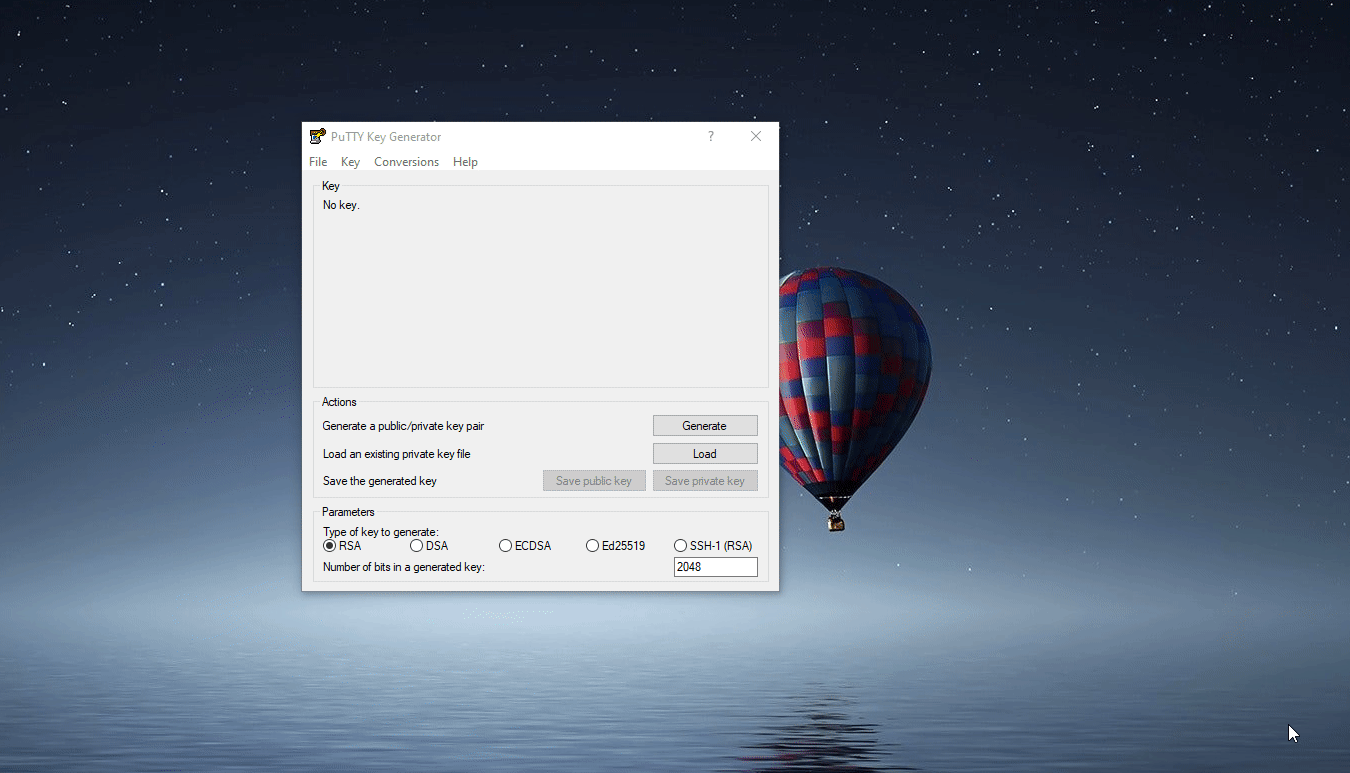 PuTTY Key Generator ?
File Key Conversions Help
Key
No key.
Actions
Generate a public/private key pair Generate
Load an existing private key file Load
Save the generated key Save public key Save private key
Parameters
Type of key to generate:
RSA DSA ECDSA Ed25519 SSH-1 (RSA)
Number of bits in a generated key: 2048